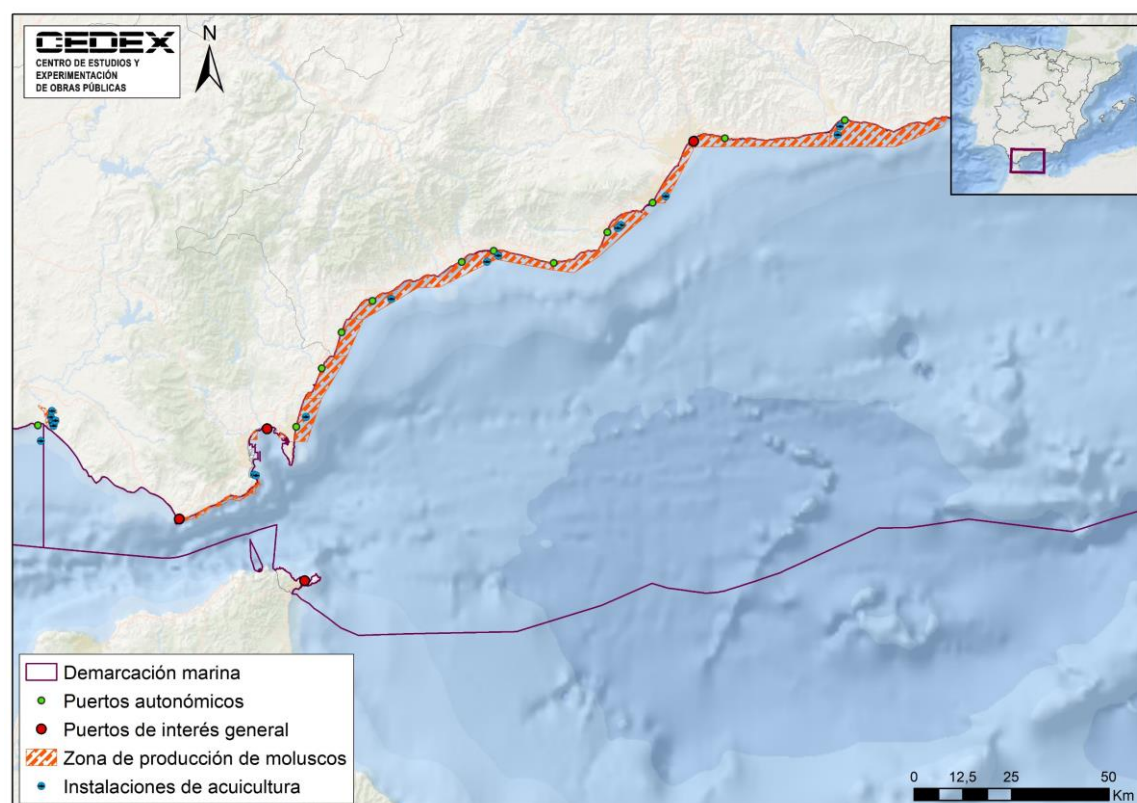 CEDEX
CENTRO DE ESTUDIOS Y
EXPERIMENTACIÓN
DE OBRAS PÚBLICAS
N
Demarcación marina
Puertos autonómicos
Puertos de interés general
Zona de producción de moluscos
Instalaciones de acuicultura
0 12,5 25 50
Km